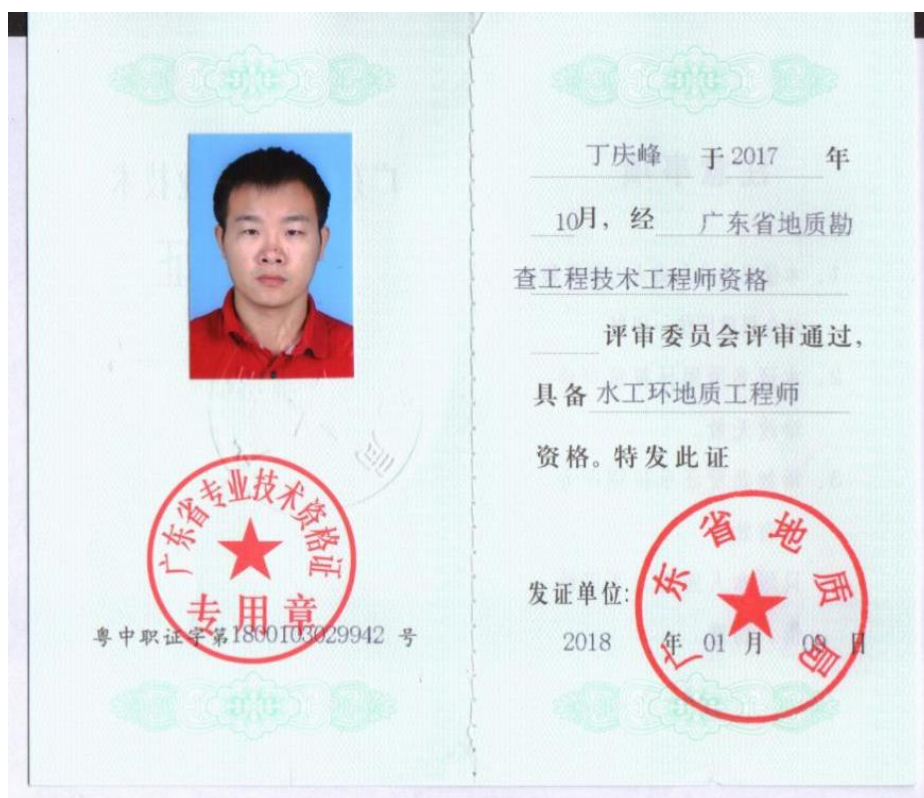 广东省专业技术资格证
专用章
粤中职证字第1800103029942 号
丁庆峰 于 2017 年
10月，经 广东省地质勘
查工程技术工程师资格
评审委员会评审通过，
具备 水工环地质工程师
资格。特发此证
广东省地质局
发证单位:
2018 年 01 月 09 日